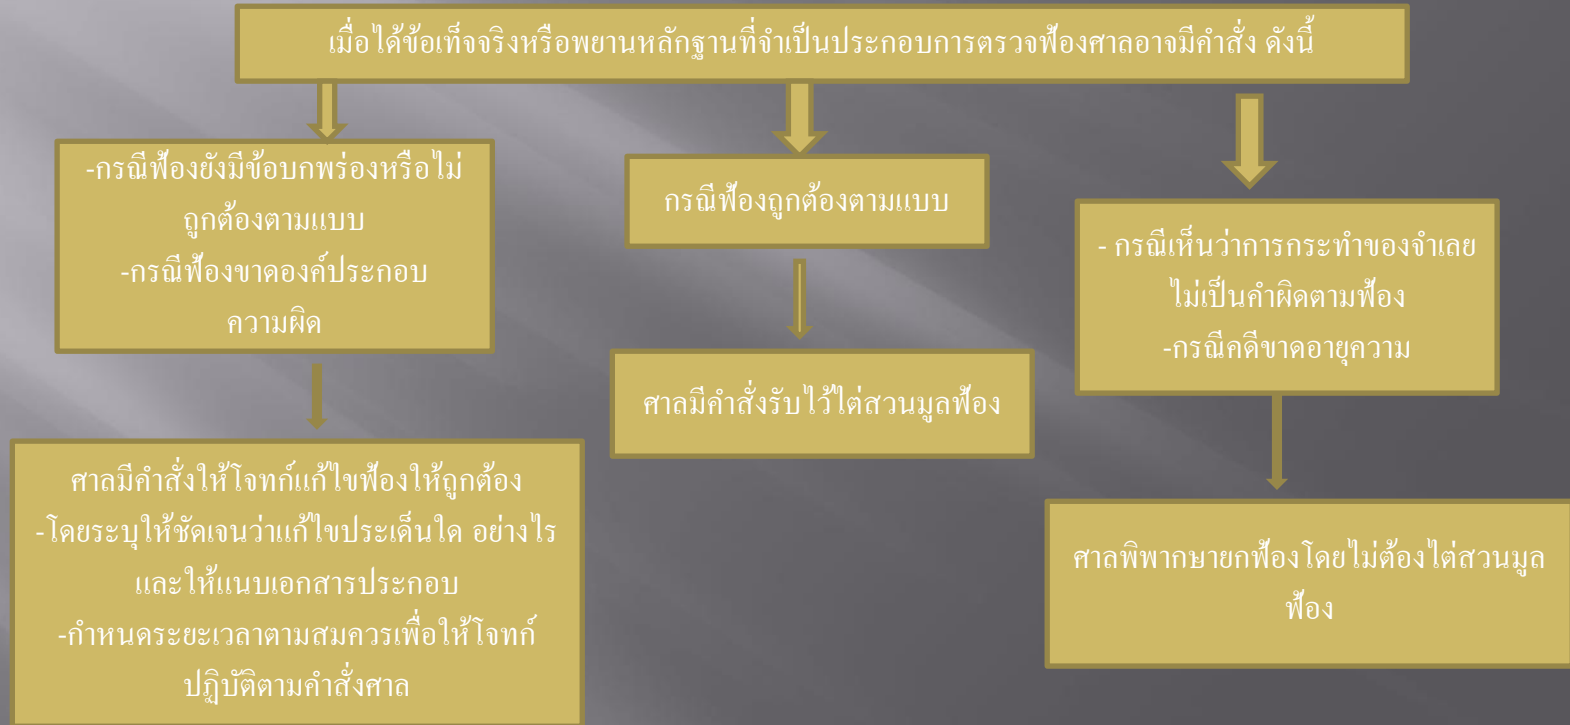 เมื่อได้ข้อเท็จจริงหรือพยานหลักฐานที่จำเป็นประกอบการตรวจฟ้องศาลอาจมีคำสั่ง ดังนี้
-กรณีฟ้องยังมีข้อบกพร่องหรือไม่
ถูกต้องตามแบบ
-กรณีฟ้องขาดองค์ประกอบ
ความผิด
ศาลมีคำสั่งให้โจทก์แก้ไขฟ้องให้ถูกต้อง
-โดยระบุให้ชัดเจนว่าแก้ไขประเด็นใด อย่างไร
และให้แนบเอกสารประกอบ
-กำหนดระยะเวลาตามสมควรเพื่อให้โจทก์
ปฏิบัติตามคำสั่งศาล
กรณีฟ้องถูกต้องตามแบบ
ศาลมีคำสั่งรับไว้ไต่สวนมูลฟ้อง
- กรณีเห็นว่าการกระทำของจำเลย
ไม่เป็นคำผิดตามฟ้อง
-กรณีคดีขาดอายุความ
ศาลพิพากษายกฟ้องโดยไม่ต้องไต่สวนมูล
ฟ้อง